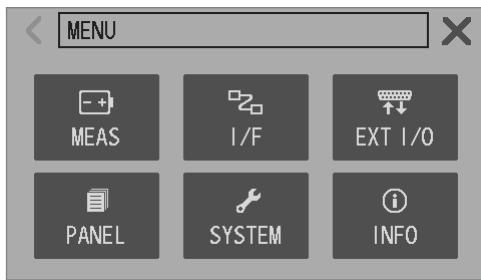 MENU
MEAS
I/F
EXT I/O
PANEL
SYSTEM
INFO